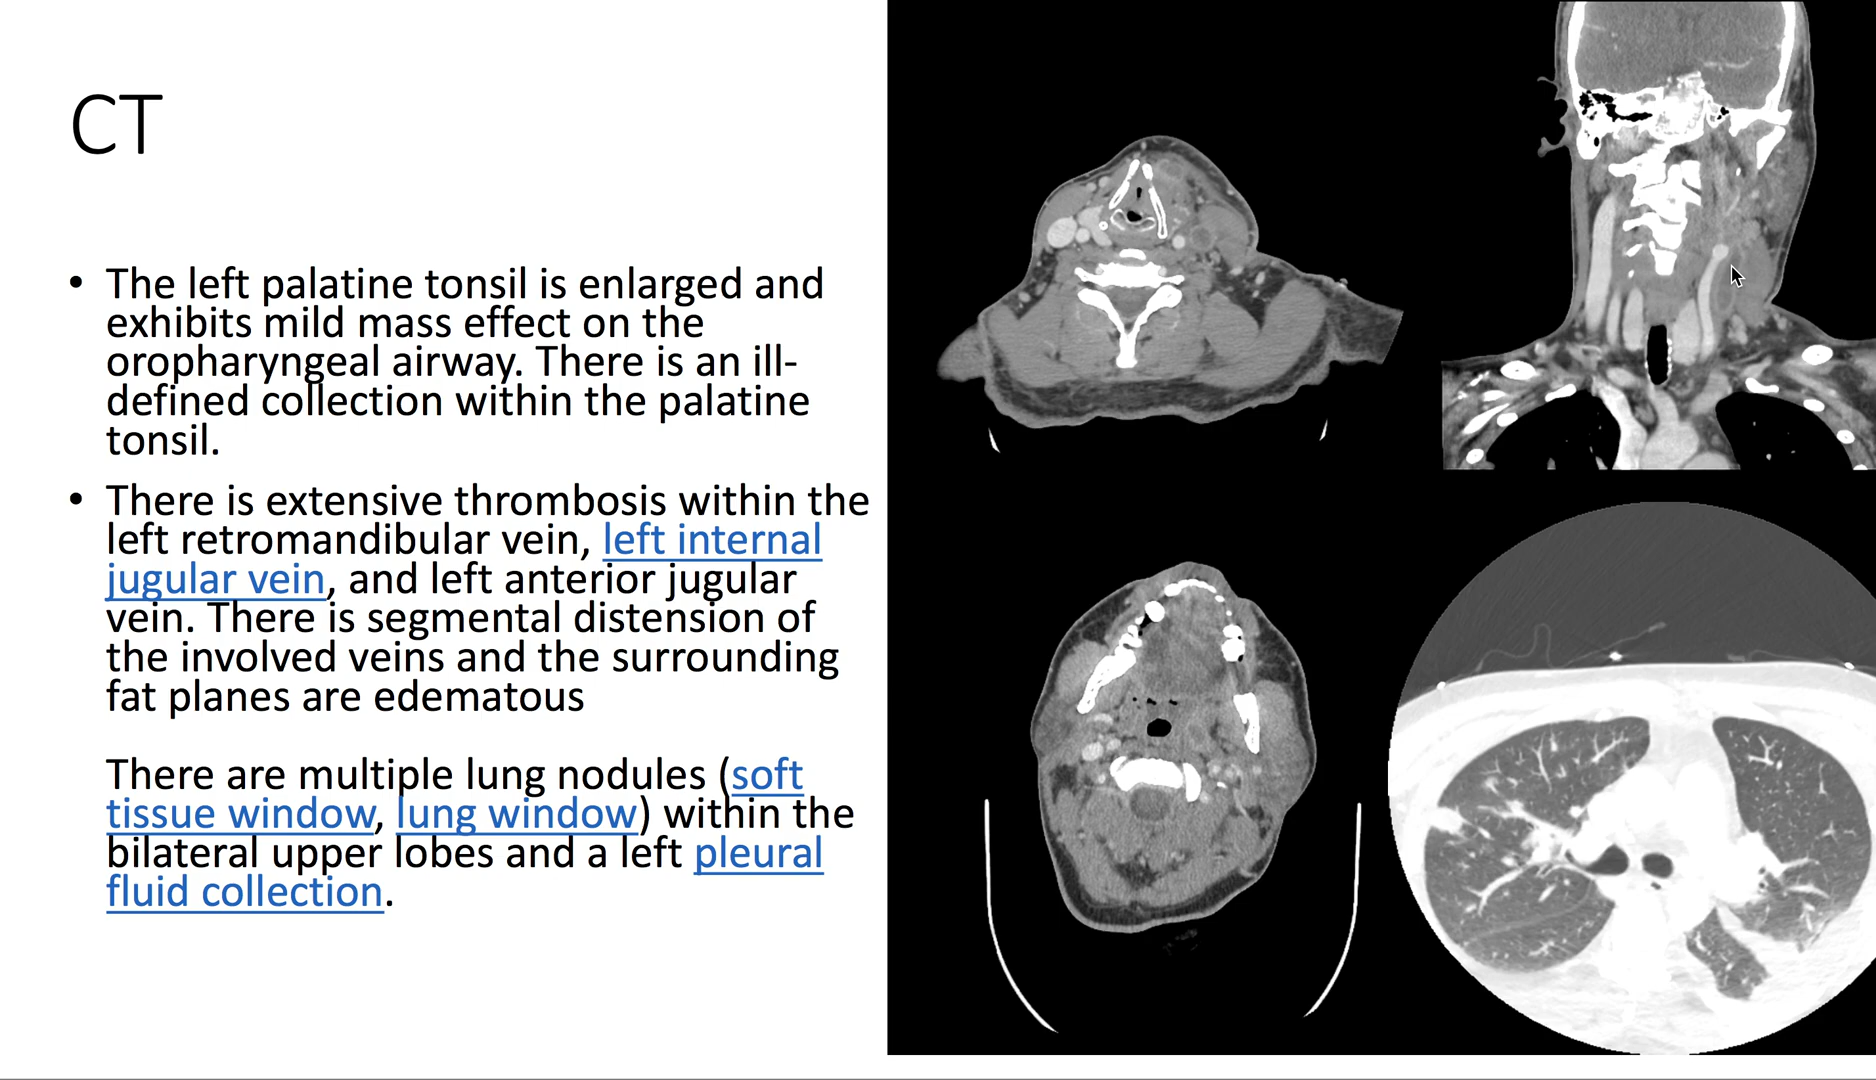 CT
• The left palatine tonsil is enlarged and
exhibits mild mass effect on the
oropharyngeal airway. There is an ill-
defined collection within the palatine
tonsil.
• There is extensive thrombosis within the
left retromandibular vein, left internal
jugular vein, and left anterior jugular
vein. There is segmental distension of
the involved veins and the surrounding
fat planes are edematous
There are multiple lung nodules (soft
tissue window, lung window) within the
bilateral upper lobes and a left pleural
fluid collection.